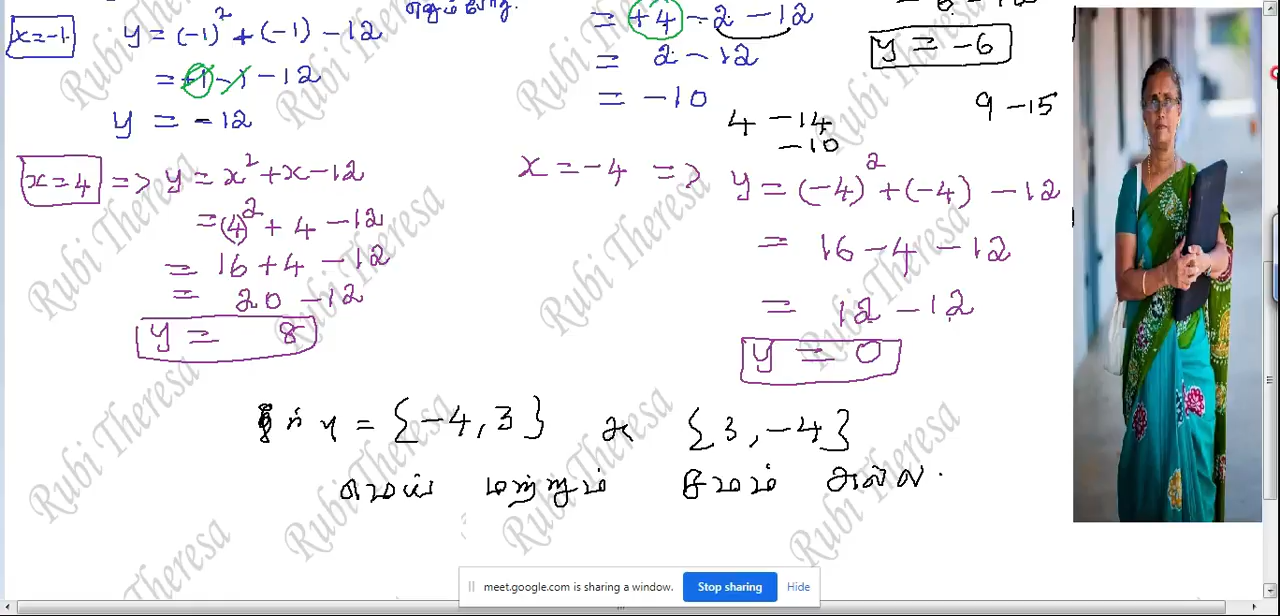 x=-1 y = (-1)² + (-1) - 12
= +1 - 1 - 12
y = -12
x = 4 => y = x² + x - 12
= (4)² + 4 - 12
= 16 + 4 - 12
= 20 - 12
y = 8
= +4 - 2 - 12
= 2 - 12
= -10
4 - 14
-10
y = -6
9 - 15
x = -4 => y = (-4)² + (-4) - 12
= 16 - 4 - 12
= 12 - 12
y = 0
தீர்வு = {-4, 3} {3, -4}
மெய் மற்றும் சமம் அல்ல.
Rubi Theresa
meet.google.com is sharing a window. Stop sharing Hide